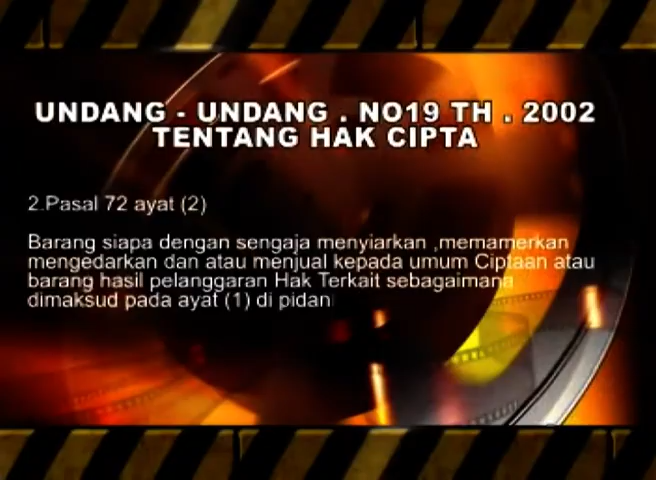 UNDANG - UNDANG . NO19 TH . 2002
TENTANG HAK CIPTA
2.Pasal 72 ayat (2)
Barang siapa dengan sengaja menyiarkan ,memamerkan
mengedarkan dan atau menjual kepada umum Ciptaan atau
barang hasil pelanggaran Hak Terkait sebagaimana
dimaksud pada ayat (1) di pidan